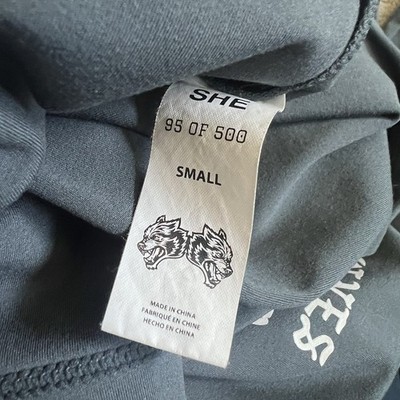 SHE
95 OF 500
SMALL
MADE IN CHINA
FABRIQUÉ EN CHINE
HECHO EN CHINA